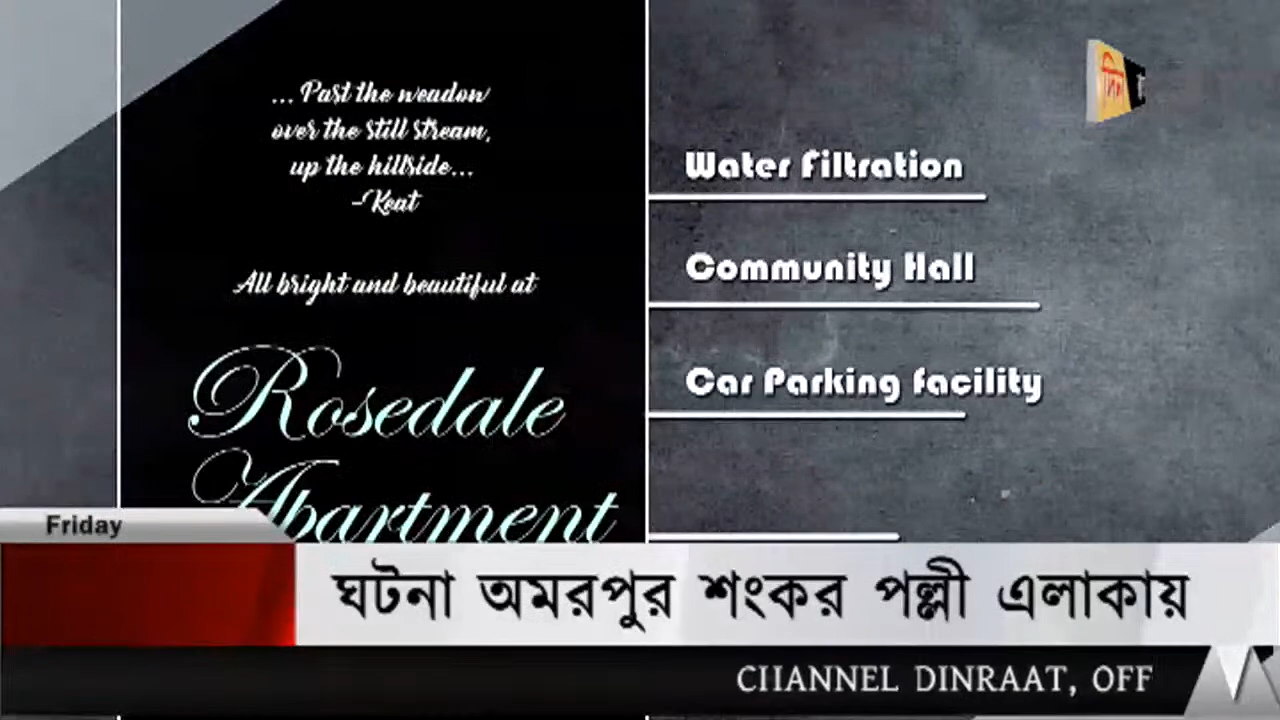 ... Past the meadow
over the still stream,
up the hillside...
-Keat
All bright and beautiful at
Rosedale
Apartment
Water Filtration
Community Hall
Car Parking facility
দিন
Friday
ঘটনা অমরপুর শংকর পল্লী এলাকায়
CHANNEL DINRAAT, OFF